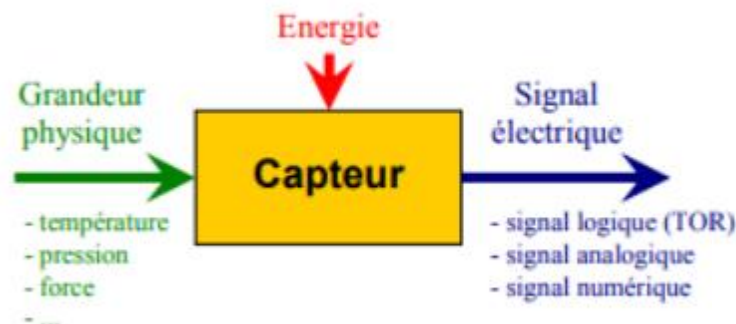 Energie
Grandeur
physique
Signal
électrique
Capteur
- température
- pression
- force
- ...
- signal logique (TOR)
- signal analogique
- signal numérique